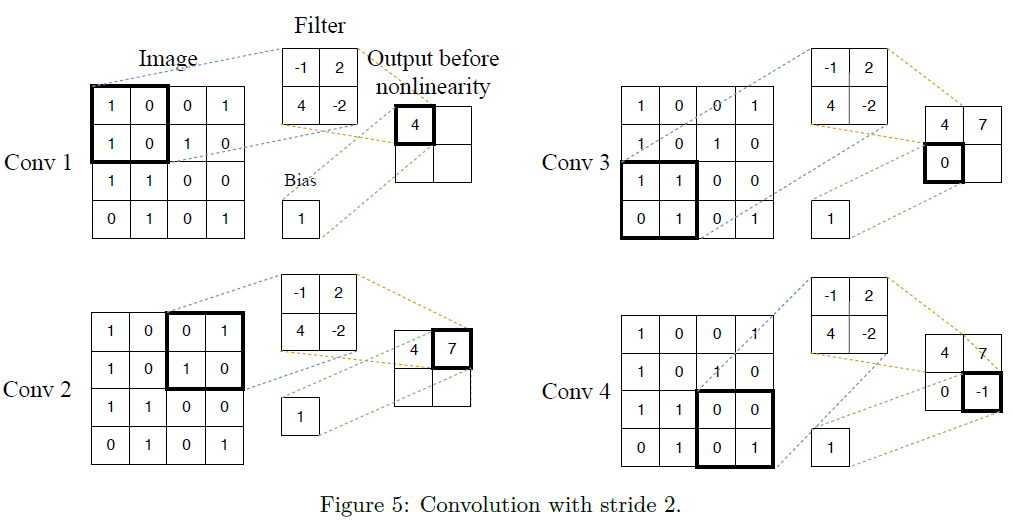 Filter
Image
Output before
nonlinearity
Conv 1
1 0 0 1
1 0 1 0
1 1 0 0
0 1 0 1
-1 2
4 -2
Bias
1
4
Conv 3
1 0 0 1
1 0 1 0
1 1 0 0
0 1 0 1
-1 2
4 -2
1
4 7
0
Conv 2
1 0 0 1
1 0 1 0
1 1 0 0
0 1 0 1
-1 2
4 -2
1
4 7
Conv 4
1 0 0 1
1 0 1 0
1 1 0 0
0 1 0 1
-1 2
4 -2
1
4 7
0 -1
Figure 5: Convolution with stride 2.